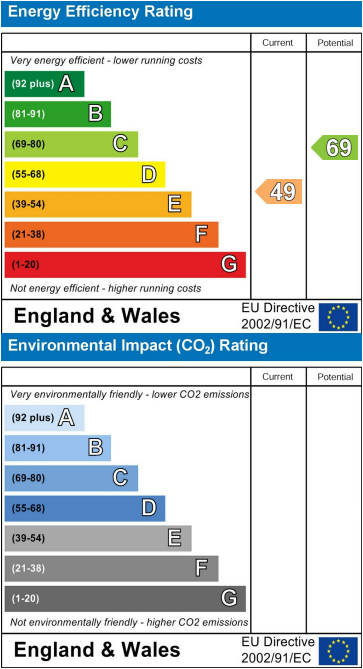 Energy Efficiency Rating
Current Potential
Very energy efficient - lower running costs
(92 plus) A
(81-91) B
(69-80) C
69
(55-68) D
(39-54) E
49
(21-38) F
(1-20) G
Not energy efficient - higher running costs
England & Wales
EU Directive
2002/91/EC
Environmental Impact (CO₂) Rating
Current Potential
Very environmentally friendly - lower CO2 emissions
(92 plus) A
(81-91) B
(69-80) C
(55-68) D
(39-54) E
(21-38) F
(1-20) G
Not environmentally friendly - higher CO2 emissions
England & Wales
EU Directive
2002/91/EC